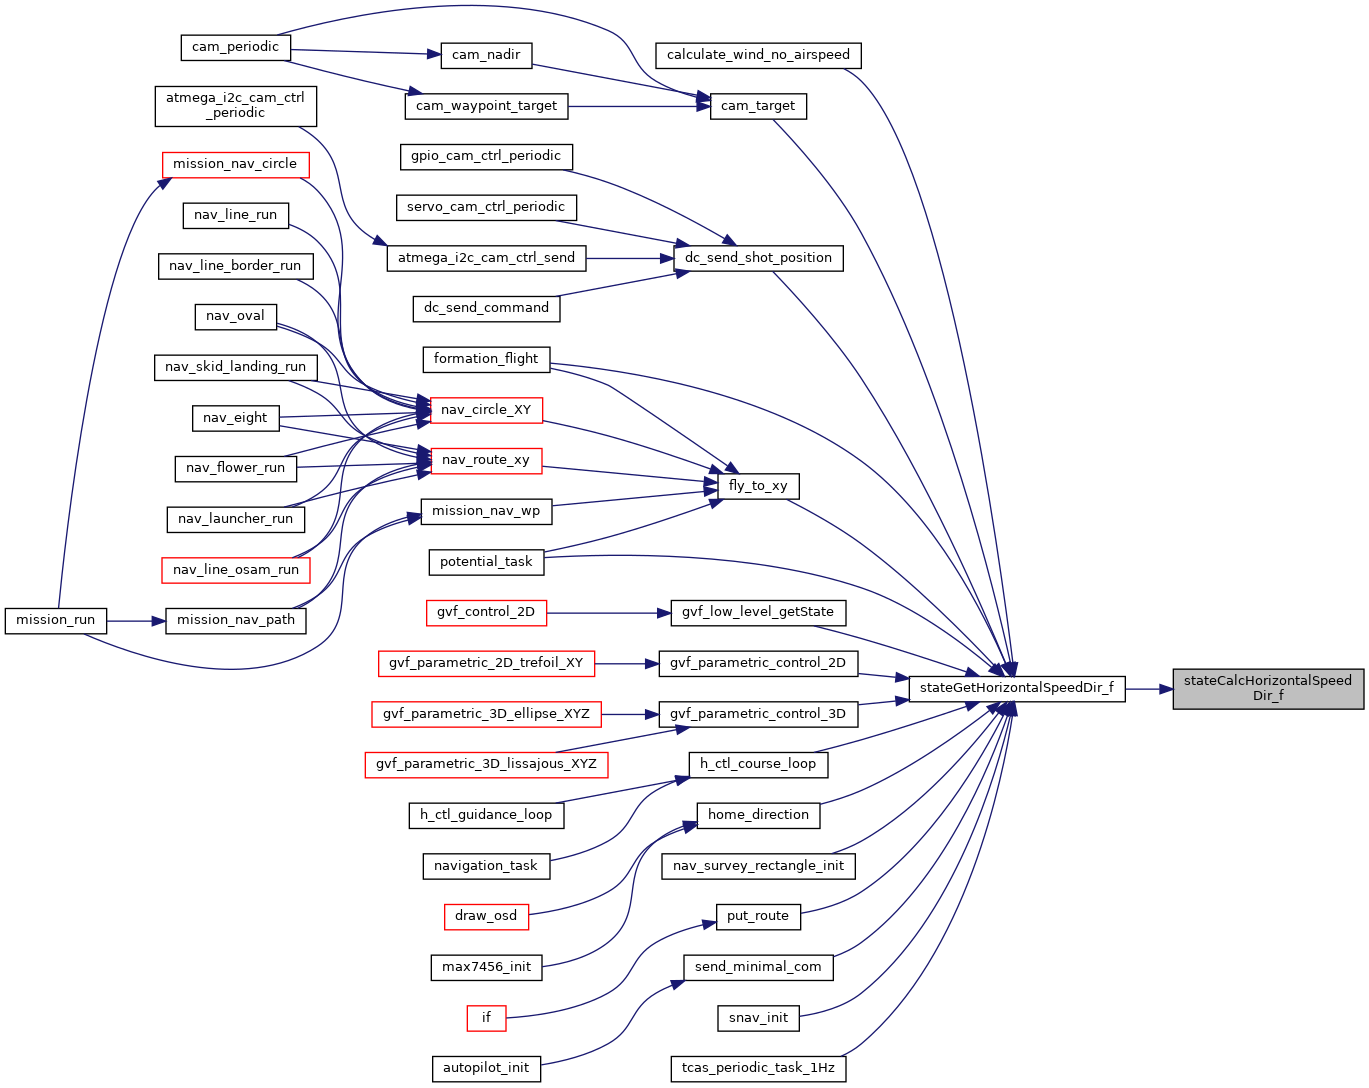 cam_periodic
cam_nadir
calculate_wind_no_airspeed
atmega_i2c_cam_ctrl
_periodic
cam_waypoint_target
cam_target
mission_nav_circle
gpio_cam_ctrl_periodic
nav_line_run
servo_cam_ctrl_periodic
nav_line_border_run
atmega_i2c_cam_ctrl_send
dc_send_shot_position
nav_oval
dc_send_command
nav_skid_landing_run
formation_flight
nav_eight
nav_circle_XY
nav_flower_run
nav_route_xy
fly_to_xy
nav_launcher_run
mission_nav_wp
nav_line_osam_run
potential_task
mission_run
mission_nav_path
gvf_control_2D
gvf_low_level_getState
gvf_parametric_2D_trefoil_XY
gvf_parametric_control_2D
stateGetHorizontalSpeedDir_f
stateCalcHorizontalSpeed
Dir_f
gvf_parametric_3D_ellipse_XYZ
gvf_parametric_control_3D
gvf_parametric_3D_lissajous_XYZ
h_ctl_course_loop
h_ctl_guidance_loop
home_direction
navigation_task
nav_survey_rectangle_init
draw_osd
put_route
max7456_init
send_minimal_com
if
snav_init
autopilot_init
tcas_periodic_task_1Hz